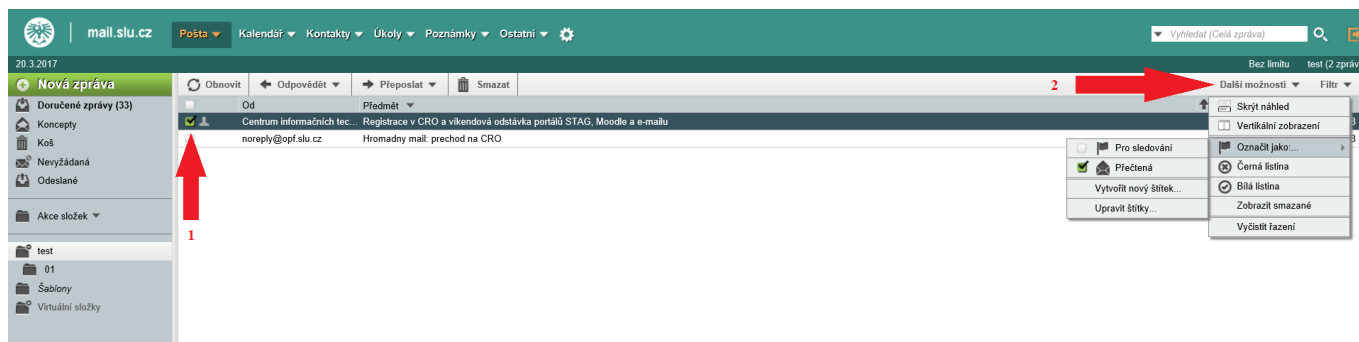 mail.slu.cz Pošta Kalendář Kontakty Úkoly Poznámky Ostatní Vyhledat (Celá zpráva)
20.3.2017 Bez limitu test (2 zpráv
Nová zpráva Obnovit Odpovědět Přeposlat Smazat 2 Další možnosti Filtr
Doručené zprávy (33) Od Předmět Skrýt náhled
Koncepty Centrum informačních tec... Registrace v CRO a víkendová odstávka portálů STAG, Moodle a e-mailu Vertikální zobrazení
Koš noreply@opf.slu.cz Hromadny mail: prechod na CRO Pro sledování Označit jako:...
Nevyžádaná Přečtená Černá listina
Odeslané Vytvořit nový štítek... Bílá listina
Akce složek Upravit štítky... Zobrazit smazané
1 Vyčistit řazení
test
01
Šablony
Virtuální složky